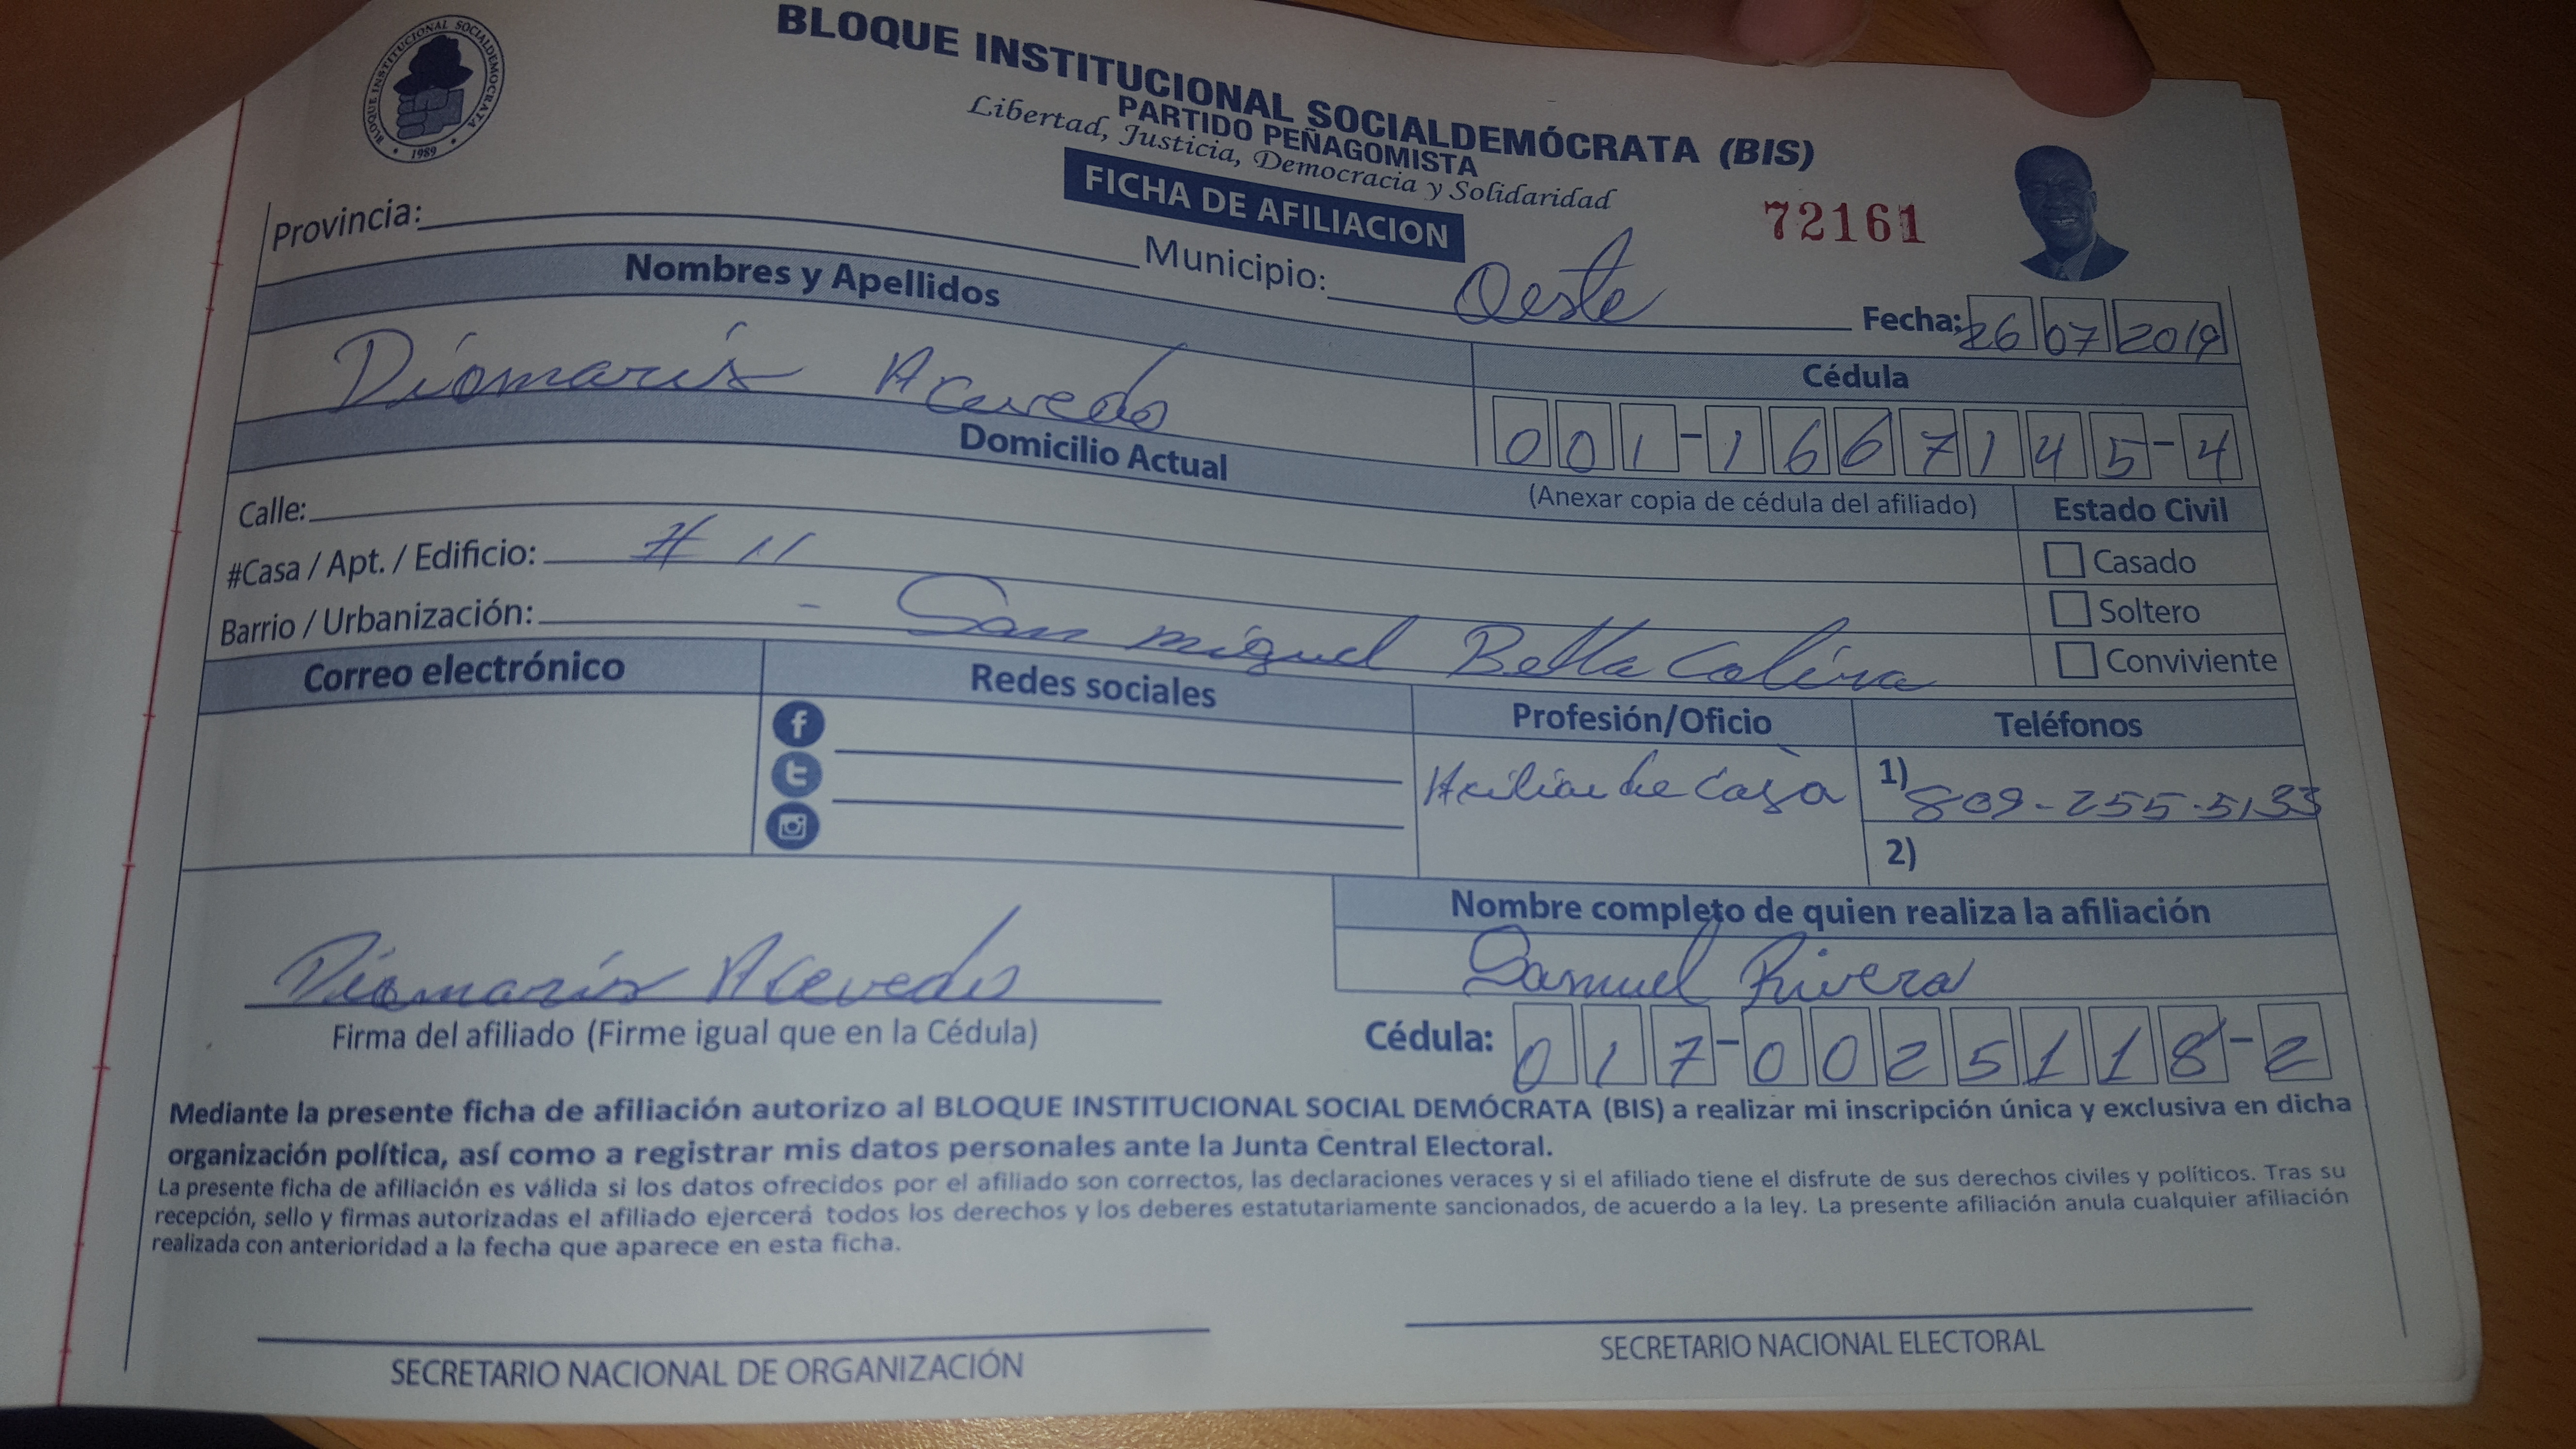 BLOQUE INSTITUCIONAL SOCIALDEMOCRATA
1989
BLOQUE INSTITUCIONAL SOCIALDEMÓCRATA (BIS)
PARTIDO PEÑAGOMISTA
Libertad, Justicia, Democracia y Solidaridad
FICHA DE AFILIACION
72161
Provincia:
Municipio: Oeste
Fecha: 26 07 2019
Nombres y Apellidos
Diomaris Acevedo
Cédula
001-1667145-4
(Anexar copia de cédula del afiliado)
Domicilio Actual
Calle:
#Casa / Apt. / Edificio: # 11
Barrio / Urbanización: - San Miguel Bella Colina
Estado Civil
Casado
Soltero
Conviviente
Correo electrónico
Redes sociales
Profesión/Oficio
de Casa
Teléfonos
1) 809-255-5133
2)
Diomaris Acevedo
Firma del afiliado (Firme igual que en la Cédula)
Nombre completo de quien realiza la afiliación
Samuel Rivera
Cédula: 017-0025118-2
Mediante la presente ficha de afiliación autorizo al BLOQUE INSTITUCIONAL SOCIAL DEMÓCRATA (BIS) a realizar mi inscripción única y exclusiva en dicha
organización política, así como a registrar mis datos personales ante la Junta Central Electoral.
La presente ficha de afiliación es válida si los datos ofrecidos por el afiliado son correctos, las declaraciones veraces y si el afiliado tiene el disfrute de sus derechos civiles y políticos. Tras su
recepción, sello y firmas autorizadas el afiliado ejercerá todos los derechos y los deberes estatutariamente sancionados, de acuerdo a la ley. La presente afiliación anula cualquier afiliación
realizada con anterioridad a la fecha que aparece en esta ficha.
SECRETARIO NACIONAL DE ORGANIZACIÓN
SECRETARIO NACIONAL ELECTORAL